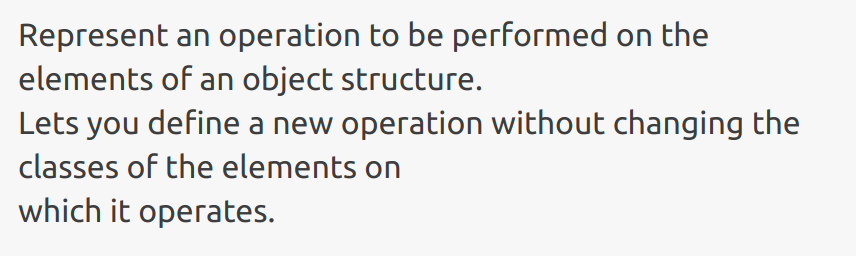 Represent an operation to be performed on the
elements of an object structure.
Lets you define a new operation without changing the
classes of the elements on
which it operates.